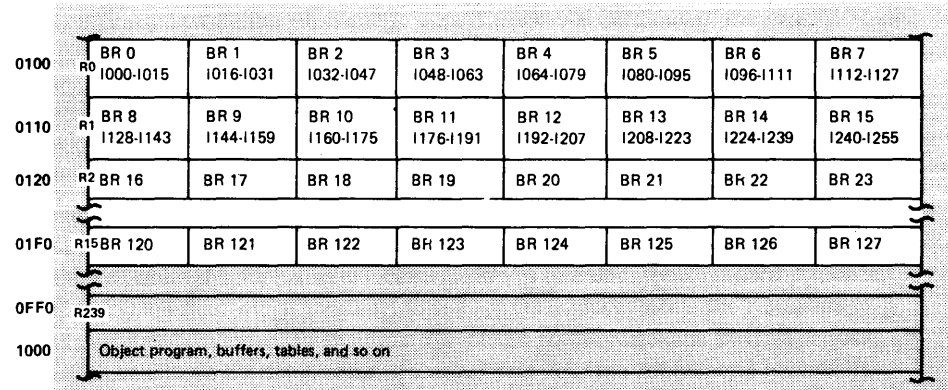 BR 0 BR 1 BR 2 BR 3 BR 4 BR 5 BR 6 BR 7
0100 R0 I000-I015 I016-I031 I032-I047 I048-I063 I064-I079 I080-I095 I096-I111 I112-I127
BR 8 BR 9 BR 10 BR 11 BR 12 BR 13 BR 14 BR 15
0110 R1 I128-I143 I144-I159 I160-I175 I176-I191 I192-I207 I208-I223 I224-I239 I240-I255
0120 R2 BR 16 BR 17 BR 18 BR 19 BR 20 BR 21 BR 22 BR 23
01F0 R15 BR 120 BR 121 BR 122 BR 123 BR 124 BR 125 BR 126 BR 127
0FF0 R239
1000 Object program, buffers, tables, and so on